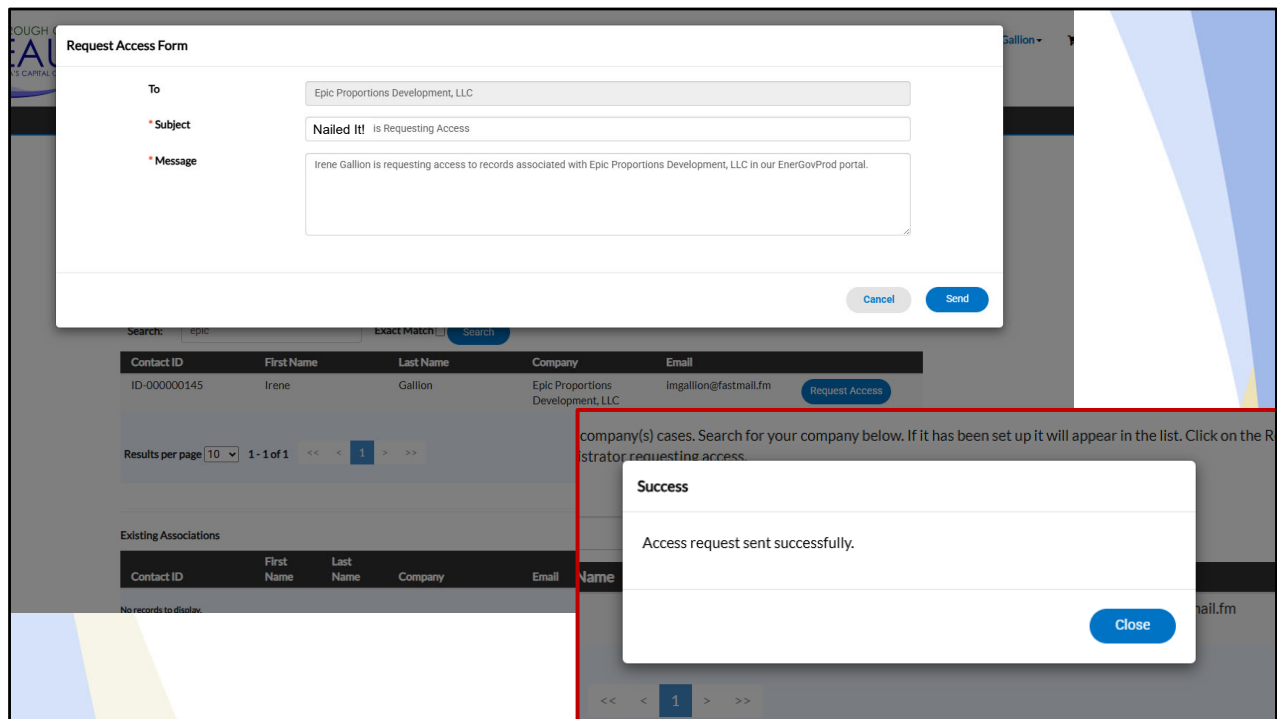 OUGH
EAU
'S CAPITAL C
Request Access Form
Gallion
To
Epic Proportions Development, LLC
* Subject
Nailed It! is Requesting Access
* Message
Irene Gallion is requesting access to records associated with Epic Proportions Development, LLC in our EnerGovProd portal.
Cancel
Send
Search: epic Exact Match Search
Contact ID First Name Last Name Company Email
ID-000000145 Irene Gallion Epic Proportions Development, LLC imgallion@fastmail.fm Request Access
Results per page 10 1 - 1 of 1 << < 1 > >>
Existing Associations
Contact ID First Name Last Name Company Email
No records to display.
company(s) cases. Search for your company below. If it has been set up it will appear in the list. Click on the R
istrator requesting access.
Success
Access request sent successfully.
Name
ail.fm
Close
<< < 1 > >>